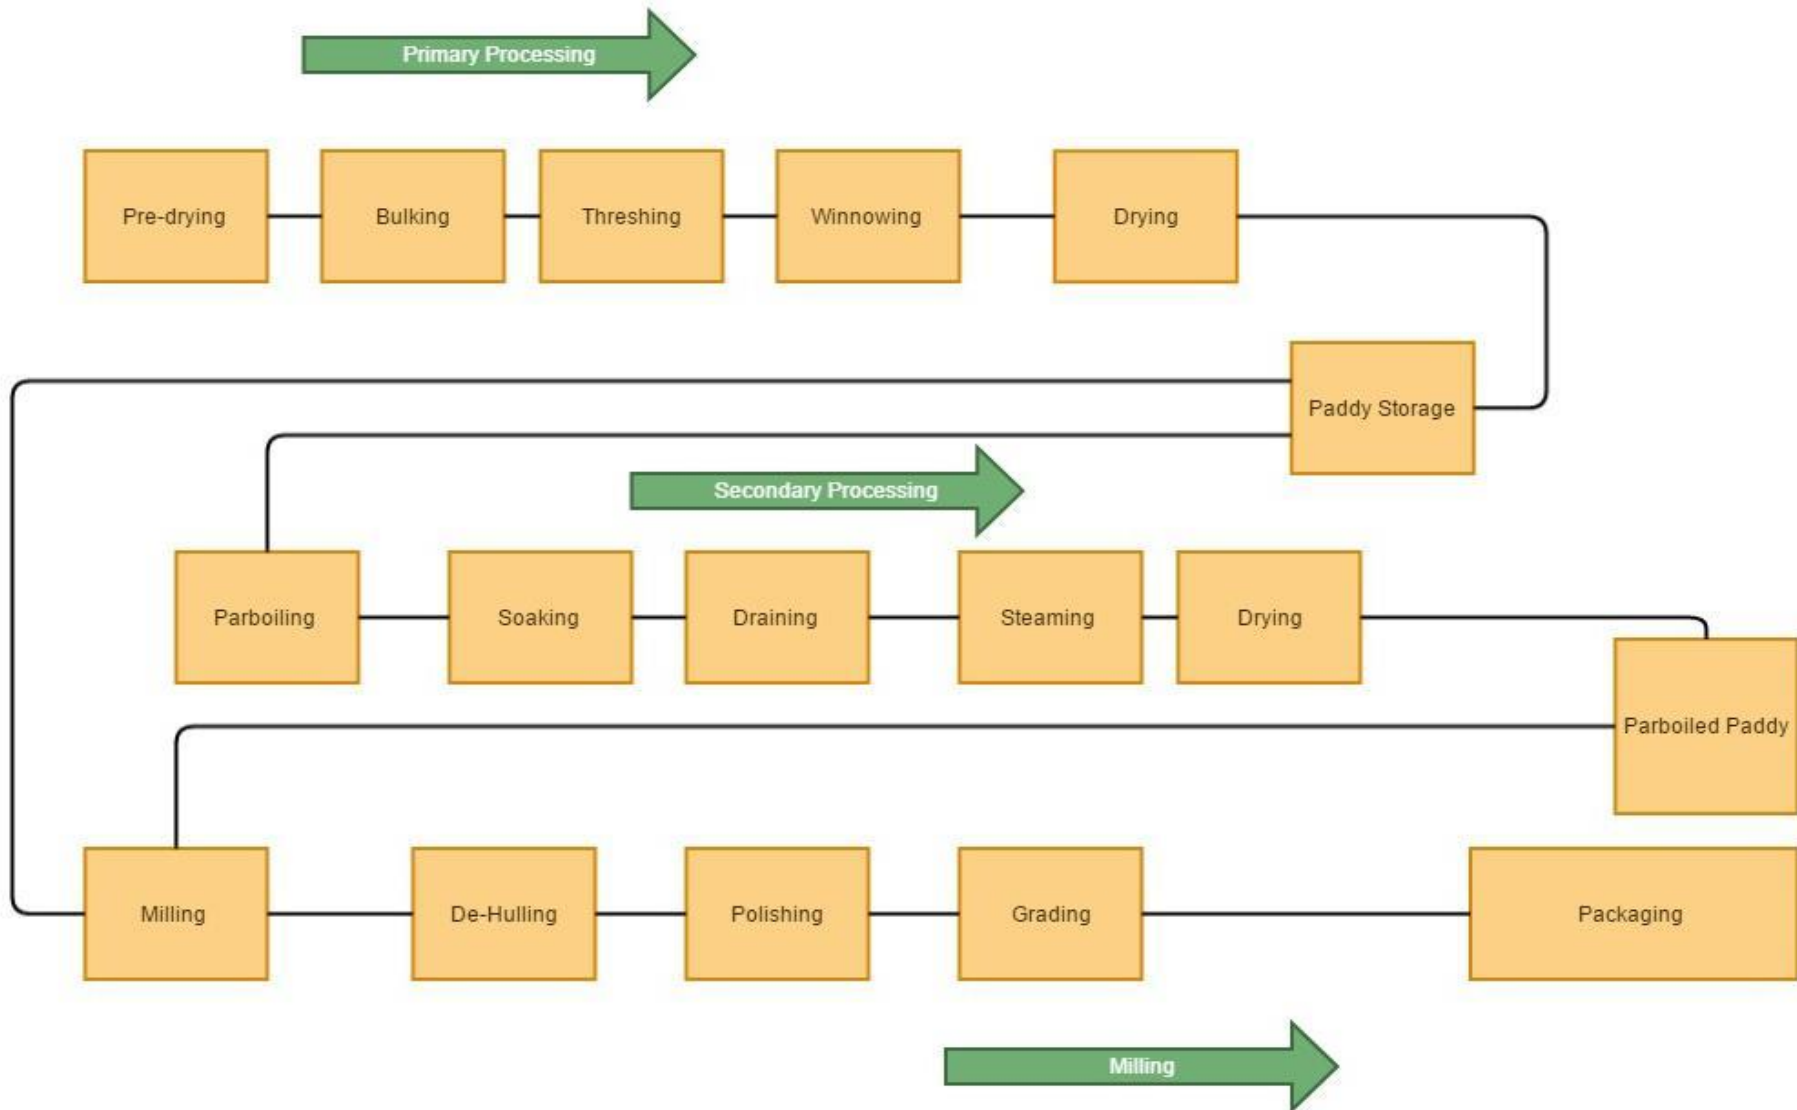 Primary Processing
Pre-drying
Bulking
Threshing
Winnowing
Drying
Paddy Storage
Secondary Processing
Parboiling
Soaking
Draining
Steaming
Drying
Parboiled Paddy
Milling
De-Hulling
Polishing
Grading
Packaging
Milling